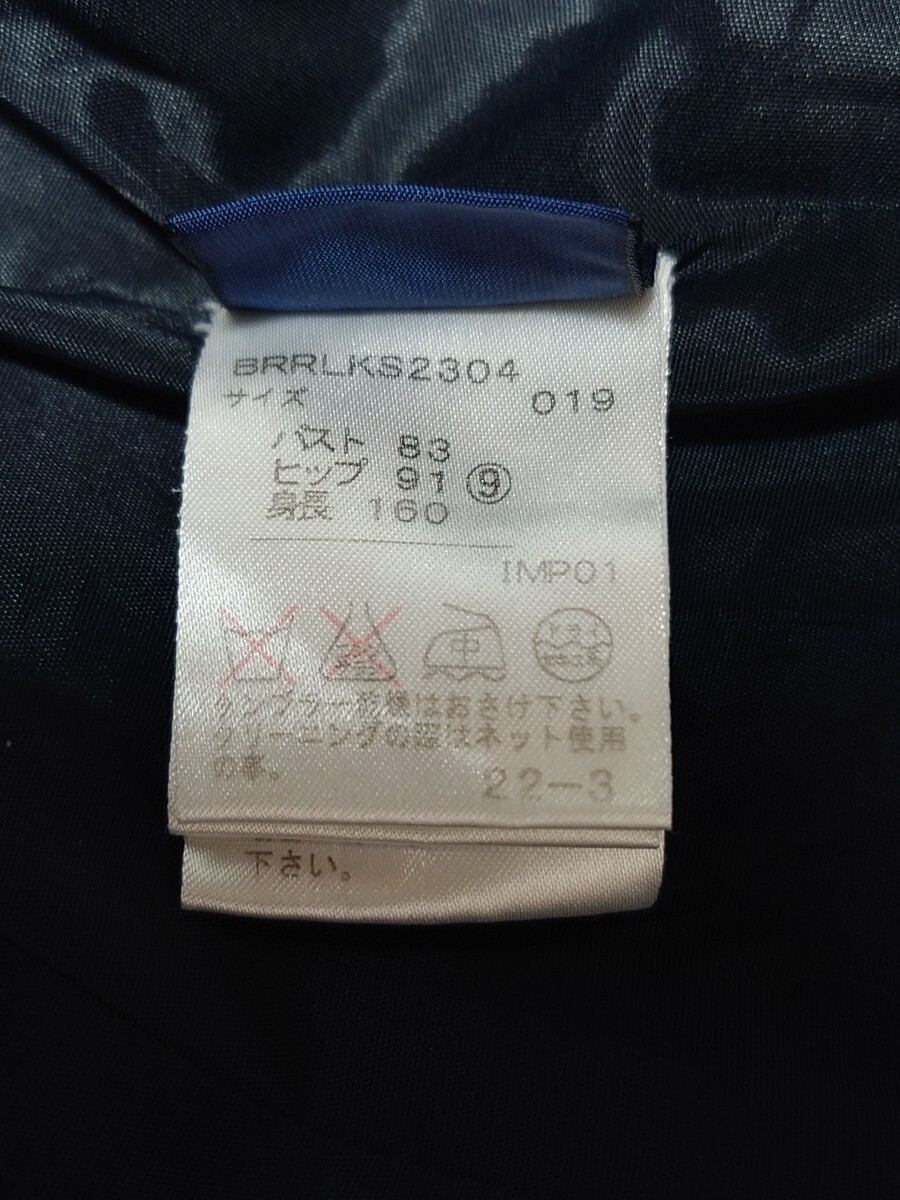 BRRLKS2304
サイズ 019
バスト 83
ヒップ 91 ⑨
身長 160
IMP01
中
タンブラー乾燥はおさけ下さい。
クリーニングの際はネット使用
の事。
22-3
下さい。